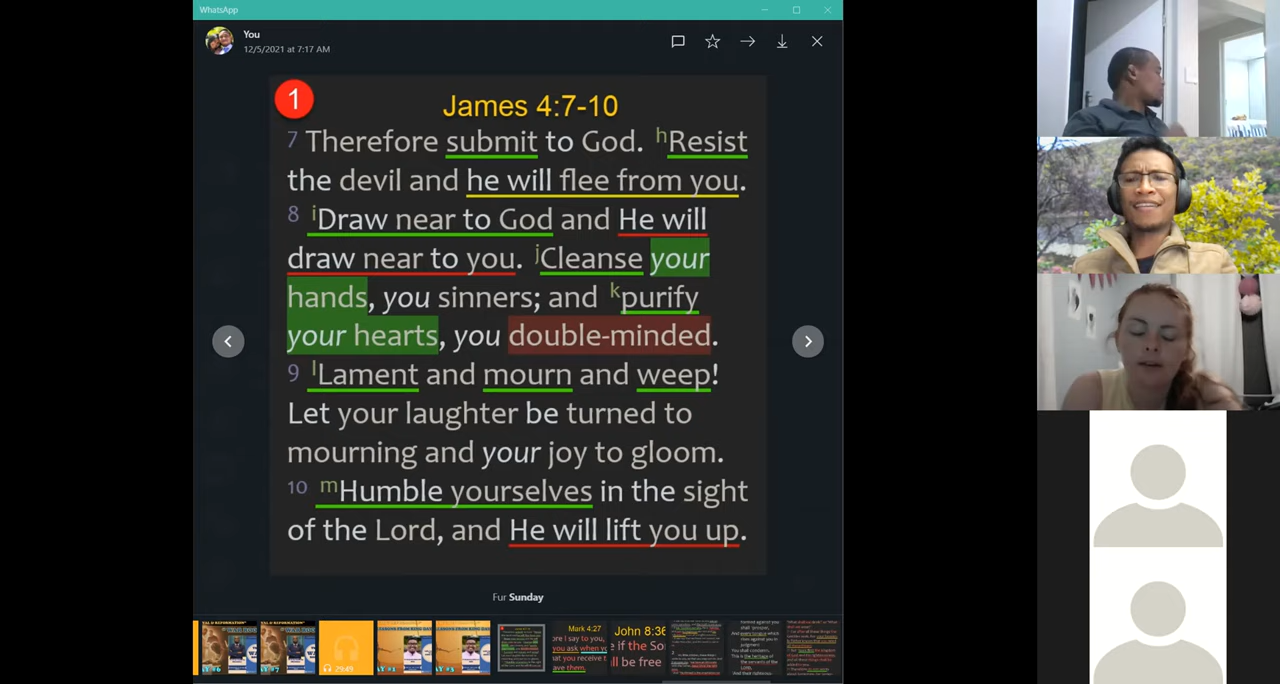 WhatsApp
You
12/5/2021 at 7:17 AM
1
James 4:7-10
7 Therefore submit to God. hResist
the devil and he will flee from you.
8 iDraw near to God and He will
draw near to you. jCleanse your
hands, you sinners; and kpurify
your hearts, you double-minded.
9 lLament and mourn and weep!
Let your laughter be turned to
mourning and your joy to gloom.
10 mHumble yourselves in the sight
of the Lord, and He will lift you up.
Fur Sunday
29:49
Mark 4:27
John 8:36